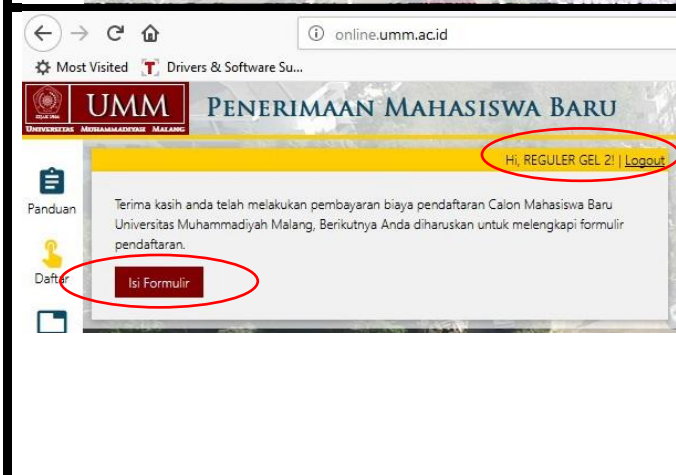 online.umm.ac.id
Most Visited Drivers & Software Su...
UMM PENERIMAAN MAHASISWA BARU
UNIVERSITAS MUHAMMADIYAH MALANG
Hi, REGULER GEL 2! | Logout
Panduan
Terima kasih anda telah melakukan pembayaran biaya pendaftaran Calon Mahasiswa Baru
Universitas Muhammadiyah Malang, Berikutnya Anda diharuskan untuk melengkapi formulir
pendaftaran.
Daftar
Isi Formulir